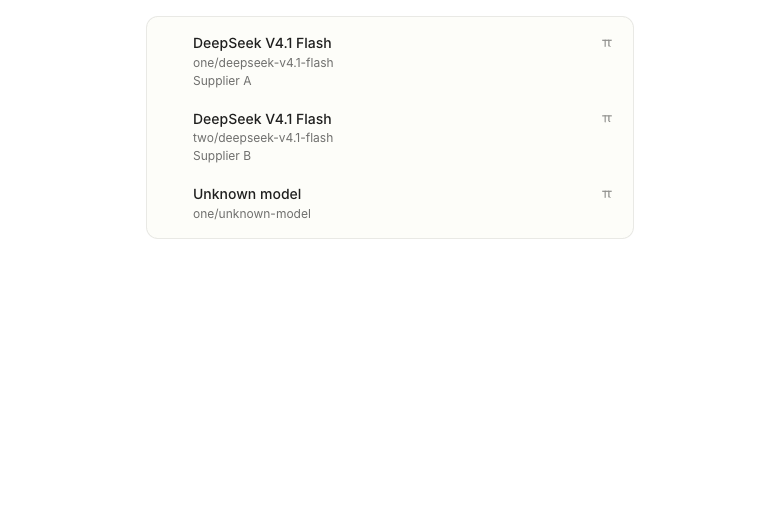 DeepSeek V4.1 Flash π
one/deepseek-v4.1-flash
Supplier A
DeepSeek V4.1 Flash π
two/deepseek-v4.1-flash
Supplier B
Unknown model π
one/unknown-model